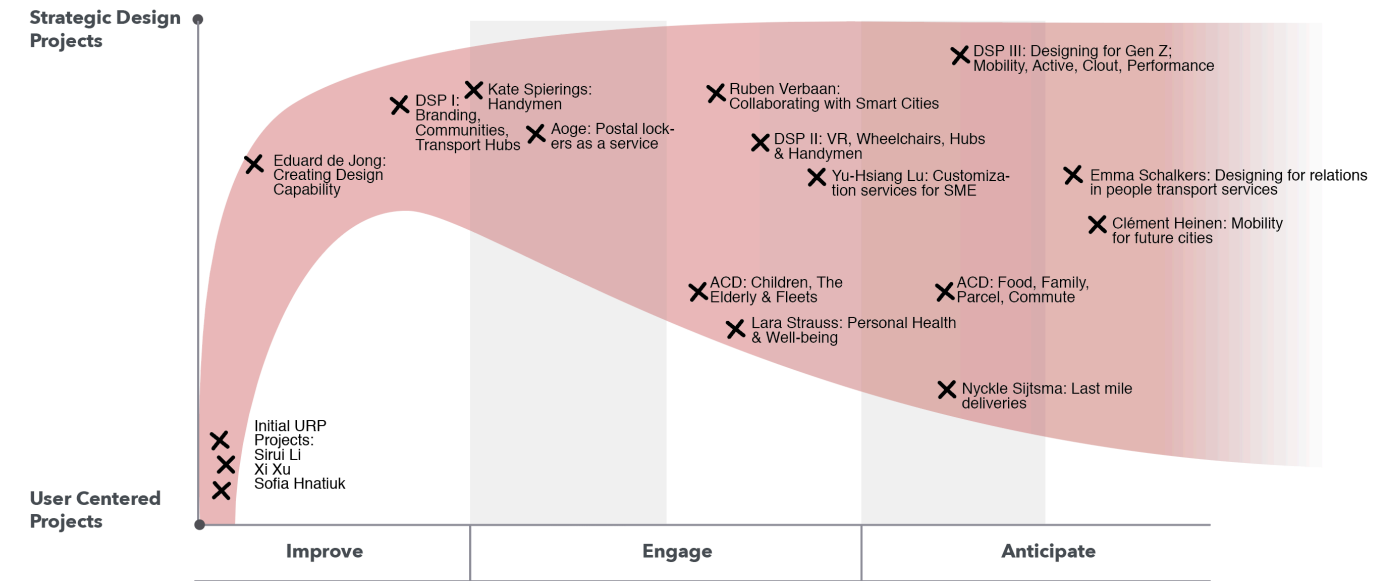 Strategic Design
Projects
DSP III: Designing for Gen Z;
Mobility, Active, Clout, Performance
Kate Spierings:
Handymen
DSP I:
Branding,
Communities,
Transport Hubs
Ruben Verbaan:
Collaborating with Smart Cities
Aoge: Postal lock-
ers as a service
DSP II: VR, Wheelchairs, Hubs
& Handymen
Eduard de Jong:
Creating Design
Capability
Yu-Hsiang Lu: Customiza-
tion services for SME
Emma Schalkers: Designing for relations
in people transport services
Clément Heinen: Mobility
for future cities
ACD: Children, The
Elderly & Fleets
ACD: Food, Family,
Parcel, Commute
Lara Strauss: Personal Health
& Well-being
Nyckle Sijtsma: Last mile
deliveries
Initial URP
Projects:
Sirui Li
Xi Xu
Sofia Hnatiuk
User Centered
Projects
Improve
Engage
Anticipate